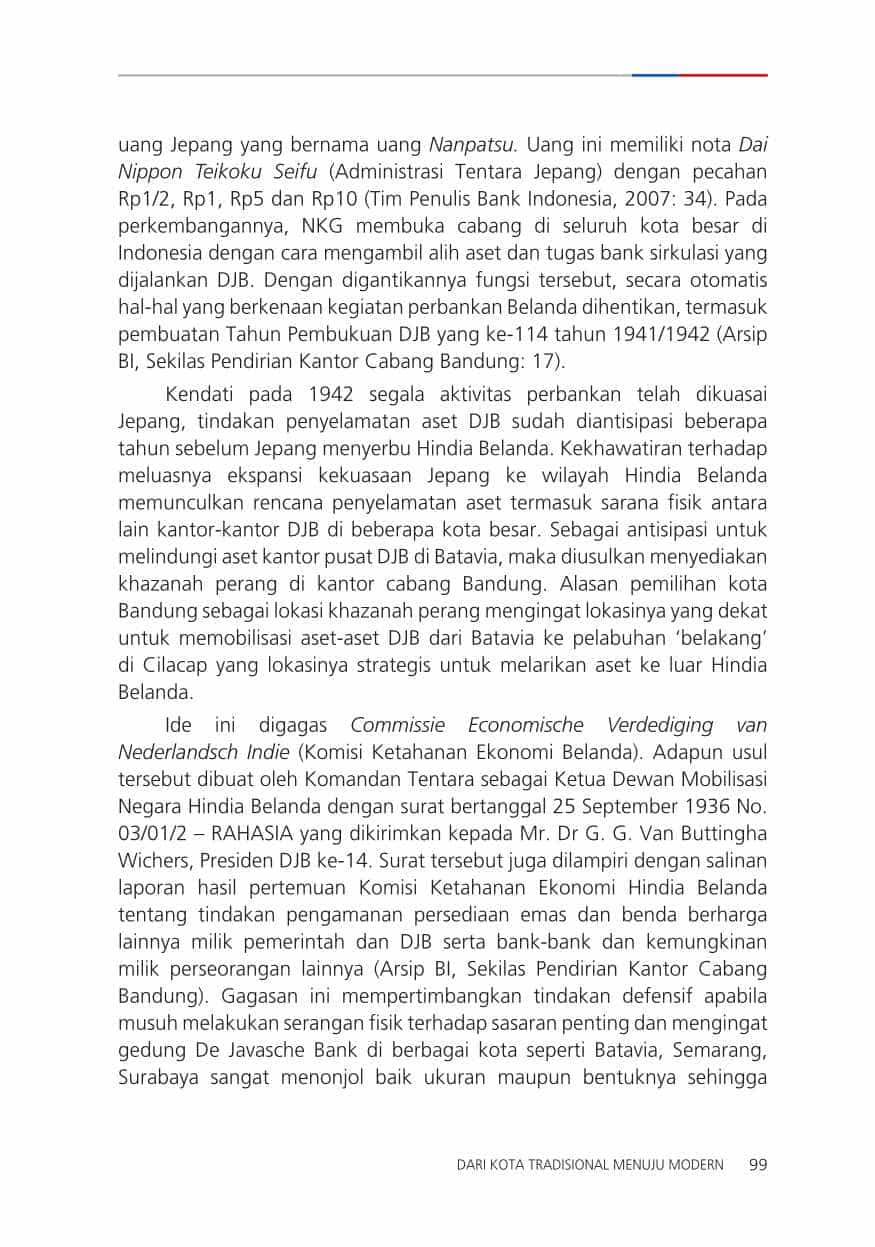 uang Jepang yang bernama uang Nanpatsu. Uang ini memiliki nota Dai
Nippon Teikoku Seifu (Administrasi Tentara Jepang) dengan pecahan
Rp1/2, Rp1, Rp5 dan Rp10 (Tim Penulis Bank Indonesia, 2007: 34). Pada
perkembangannya, NKG membuka cabang di seluruh kota besar di
Indonesia dengan cara mengambil alih aset dan tugas bank sirkulasi yang
dijalankan DJB. Dengan digantikannya fungsi tersebut, secara otomatis
hal-hal yang berkenaan kegiatan perbankan Belanda dihentikan, termasuk
pembuatan Tahun Pembukuan DJB yang ke-114 tahun 1941/1942 (Arsip
BI, Sekilas Pendirian Kantor Cabang Bandung: 17).
Kendati pada 1942 segala aktivitas perbankan telah dikuasai
Jepang, tindakan penyelamatan aset DJB sudah diantisipasi beberapa
tahun sebelum Jepang menyerbu Hindia Belanda. Kekhawatiran terhadap
meluasnya ekspansi kekuasaan Jepang ke wilayah Hindia Belanda
memunculkan rencana penyelamatan aset termasuk sarana fisik antara
lain kantor-kantor DJB di beberapa kota besar. Sebagai antisipasi untuk
melindungi aset kantor pusat DJB di Batavia, maka diusulkan menyediakan
khazanah perang di kantor cabang Bandung. Alasan pemilihan kota
Bandung sebagai lokasi khazanah perang mengingat lokasinya yang dekat
untuk memobilisasi aset-aset DJB dari Batavia ke pelabuhan ‘belakang’
di Cilacap yang lokasinya strategis untuk melarikan aset ke luar Hindia
Belanda.
Ide ini digagas Commissie Economische Verdediging van
Nederlandsch Indie (Komisi Ketahanan Ekonomi Belanda). Adapun usul
tersebut dibuat oleh Komandan Tentara sebagai Ketua Dewan Mobilisasi
Negara Hindia Belanda dengan surat bertanggal 25 September 1936 No.
03/01/2 – RAHASIA yang dikirimkan kepada Mr. Dr G. G. Van Buttingha
Wichers, Presiden DJB ke-14. Surat tersebut juga dilampiri dengan salinan
laporan hasil pertemuan Komisi Ketahanan Ekonomi Hindia Belanda
tentang tindakan pengamanan persediaan emas dan benda berharga
lainnya milik pemerintah dan DJB serta bank-bank dan kemungkinan
milik perseorangan lainnya (Arsip BI, Sekilas Pendirian Kantor Cabang
Bandung). Gagasan ini mempertimbangkan tindakan defensif apabila
musuh melakukan serangan fisik terhadap sasaran penting dan mengingat
gedung De Javasche Bank di berbagai kota seperti Batavia, Semarang,
Surabaya sangat menonjol baik ukuran maupun bentuknya sehingga
DARI KOTA TRADISIONAL MENUJU MODERN 99